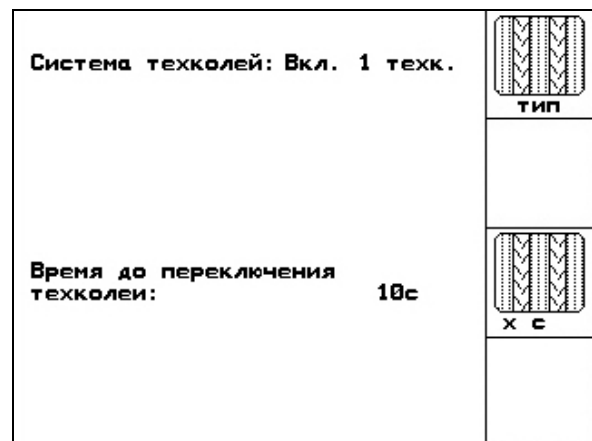 Система техколей: Вкл. 1 техк.
тип
Время до переключения
техколеи: 10с
x с